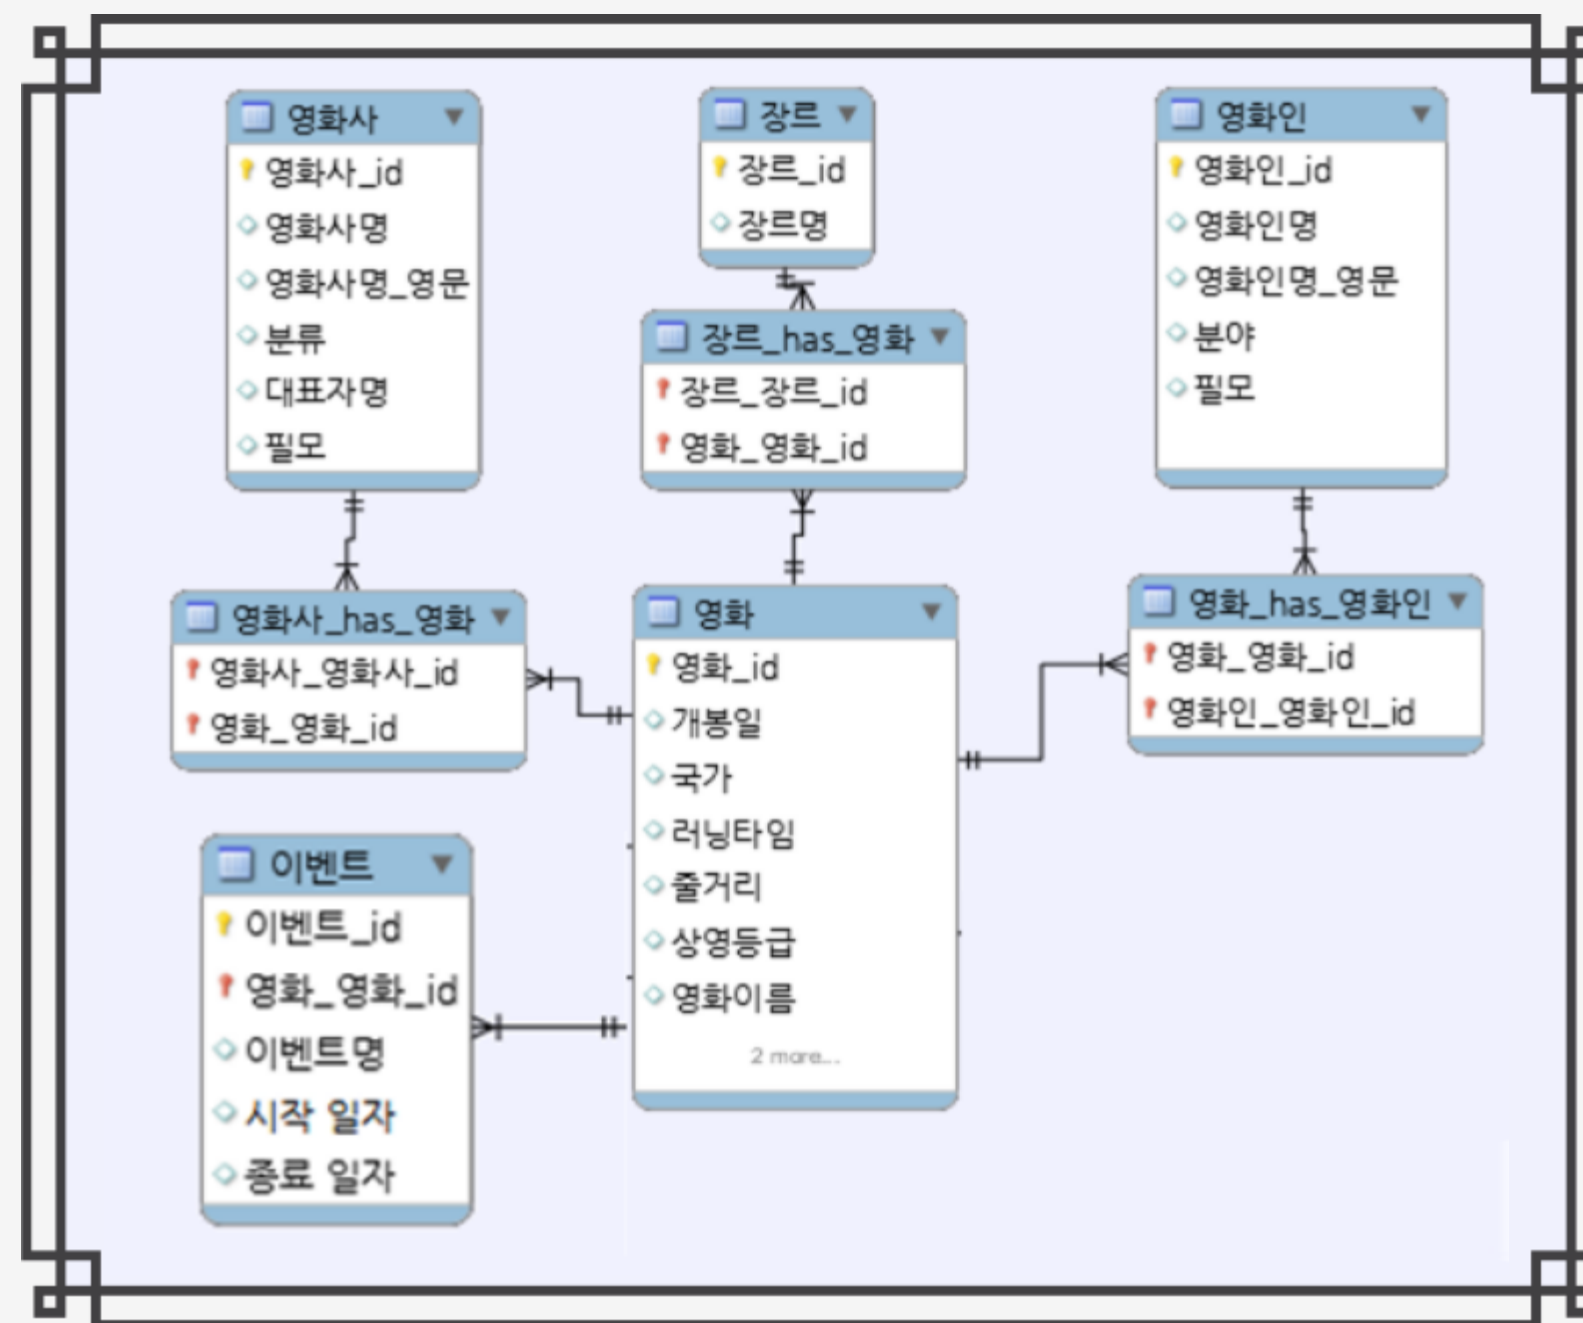 영화사
영화사_id
영화사명
영화사명_영문
분류
대표자명
필모
장르
장르_id
장르명
영화인
영화인_id
영화인명
영화인명_영문
분야
필모
장르_has_영화
장르_장르_id
영화_영화_id
영화사_has_영화
영화사_영화사_id
영화_영화_id
영화
영화_id
개봉일
국가
러닝타임
줄거리
상영등급
영화이름
2 more...
영화_has_영화인
영화_영화_id
영화인_영화인_id
이벤트
이벤트_id
영화_영화_id
이벤트명
시작 일자
종료 일자